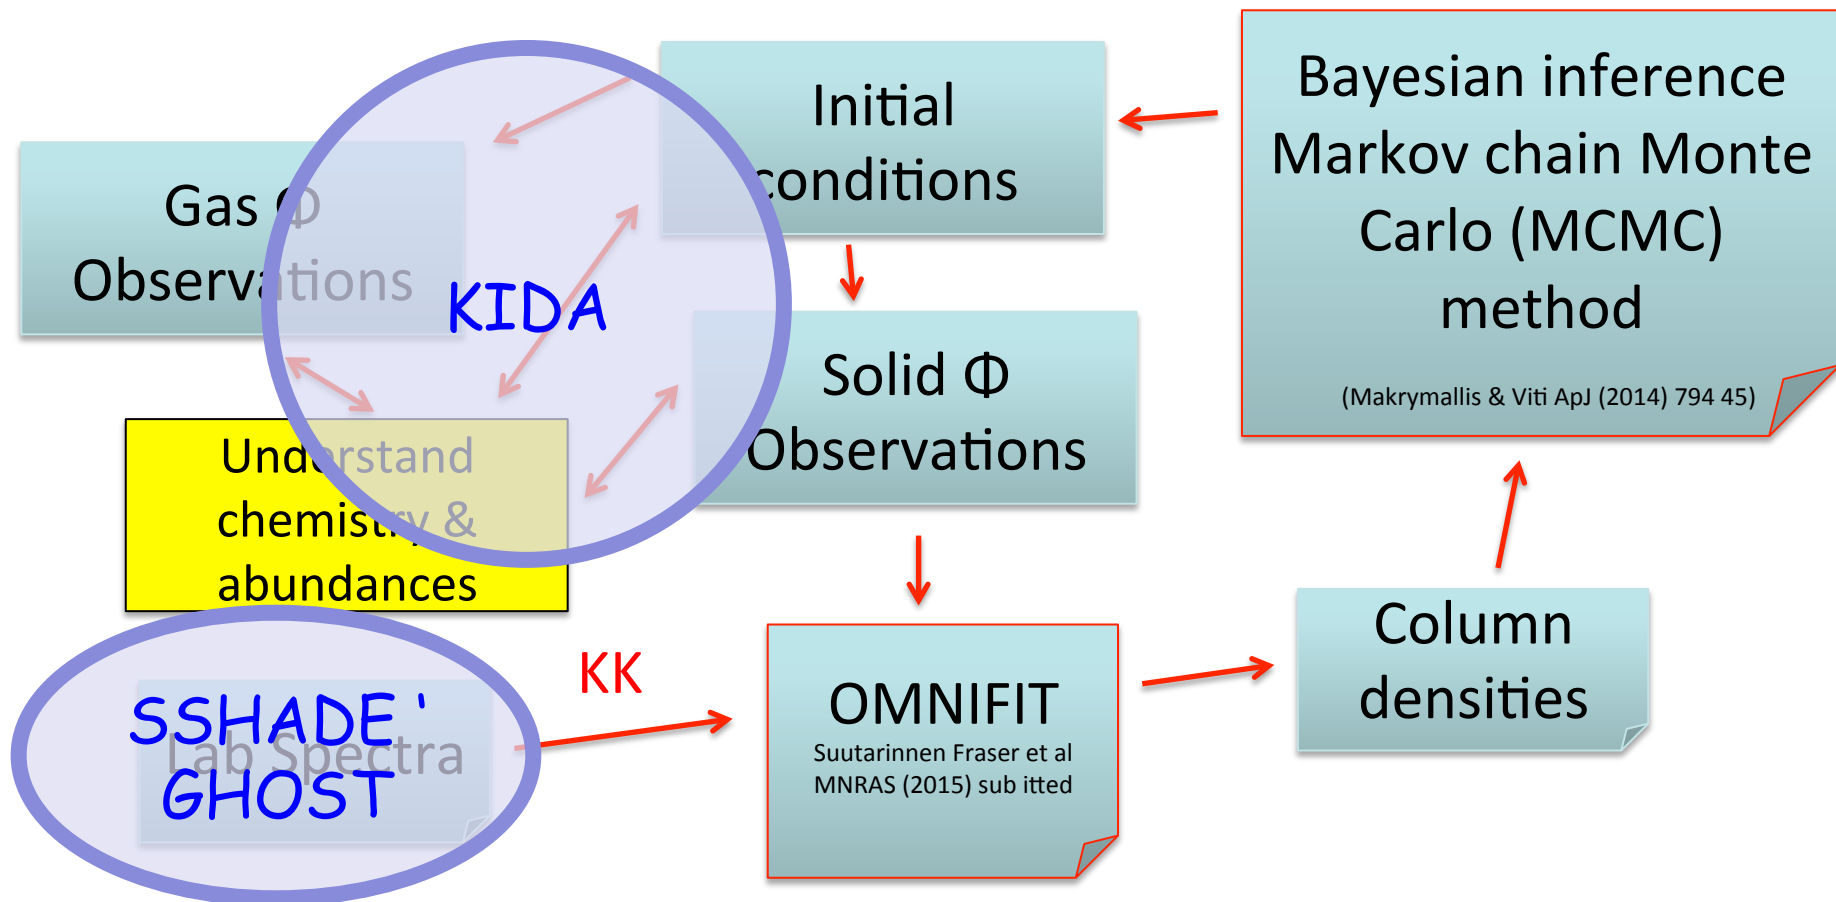 Gas Φ
Observations
Initial
conditions
Bayesian inference
Markov chain Monte
Carlo (MCMC)
method
(Makrymallis & Viti ApJ (2014) 794 45)
KIDA
Solid Φ
Observations
Understand
chemistry &
abundances
SSHADE '
GHOST
Lab Spectra
KK
OMNIFIT
Suutarinnen Fraser et al
MNRAS (2015) sub itted
Column
densities